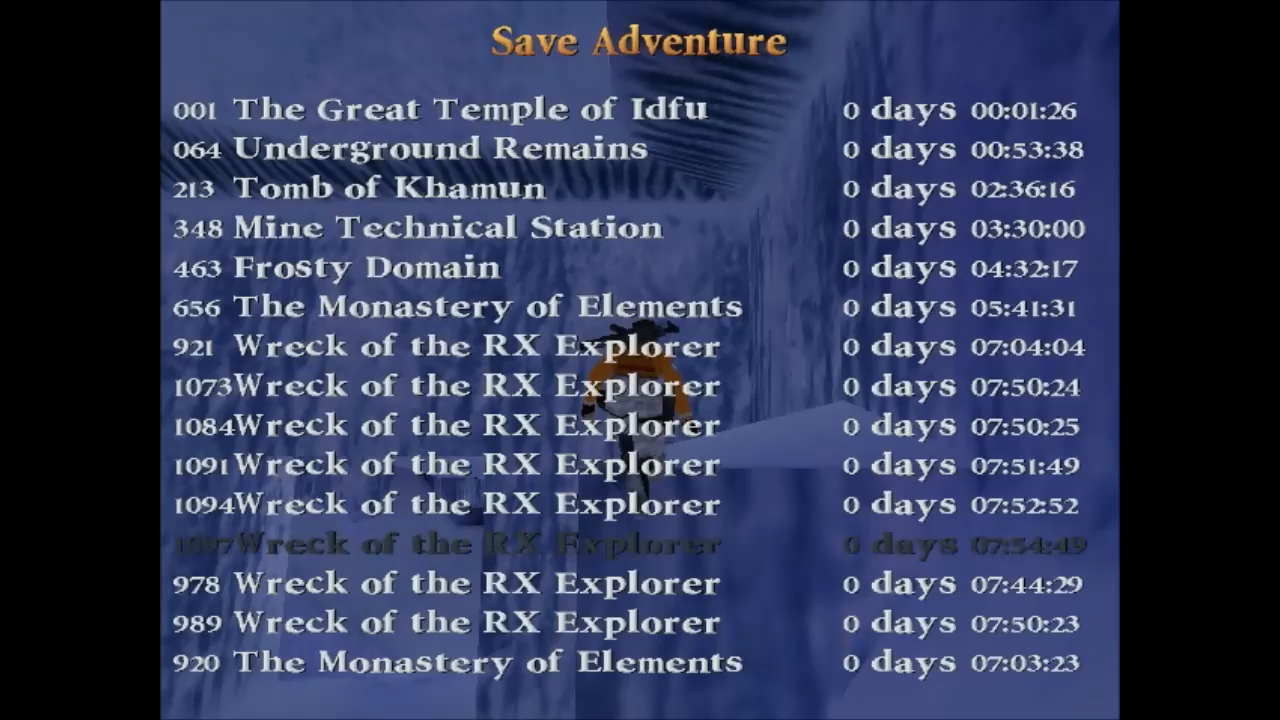 Save Adventure
001 The Great Temple of Idfu 0 days 00:01:26
064 Underground Remains 0 days 00:53:38
213 Tomb of Khamun 0 days 02:36:16
348 Mine Technical Station 0 days 03:30:00
463 Frosty Domain 0 days 04:32:17
656 The Monastery of Elements 0 days 05:41:31
921 Wreck of the RX Explorer 0 days 07:04:04
1073 Wreck of the RX Explorer 0 days 07:50:24
1084 Wreck of the RX Explorer 0 days 07:50:25
1091 Wreck of the RX Explorer 0 days 07:51:49
1094 Wreck of the RX Explorer 0 days 07:52:52
1097 Wreck of the RX Explorer 0 days 07:54:49
978 Wreck of the RX Explorer 0 days 07:44:29
989 Wreck of the RX Explorer 0 days 07:50:23
920 The Monastery of Elements 0 days 07:03:23